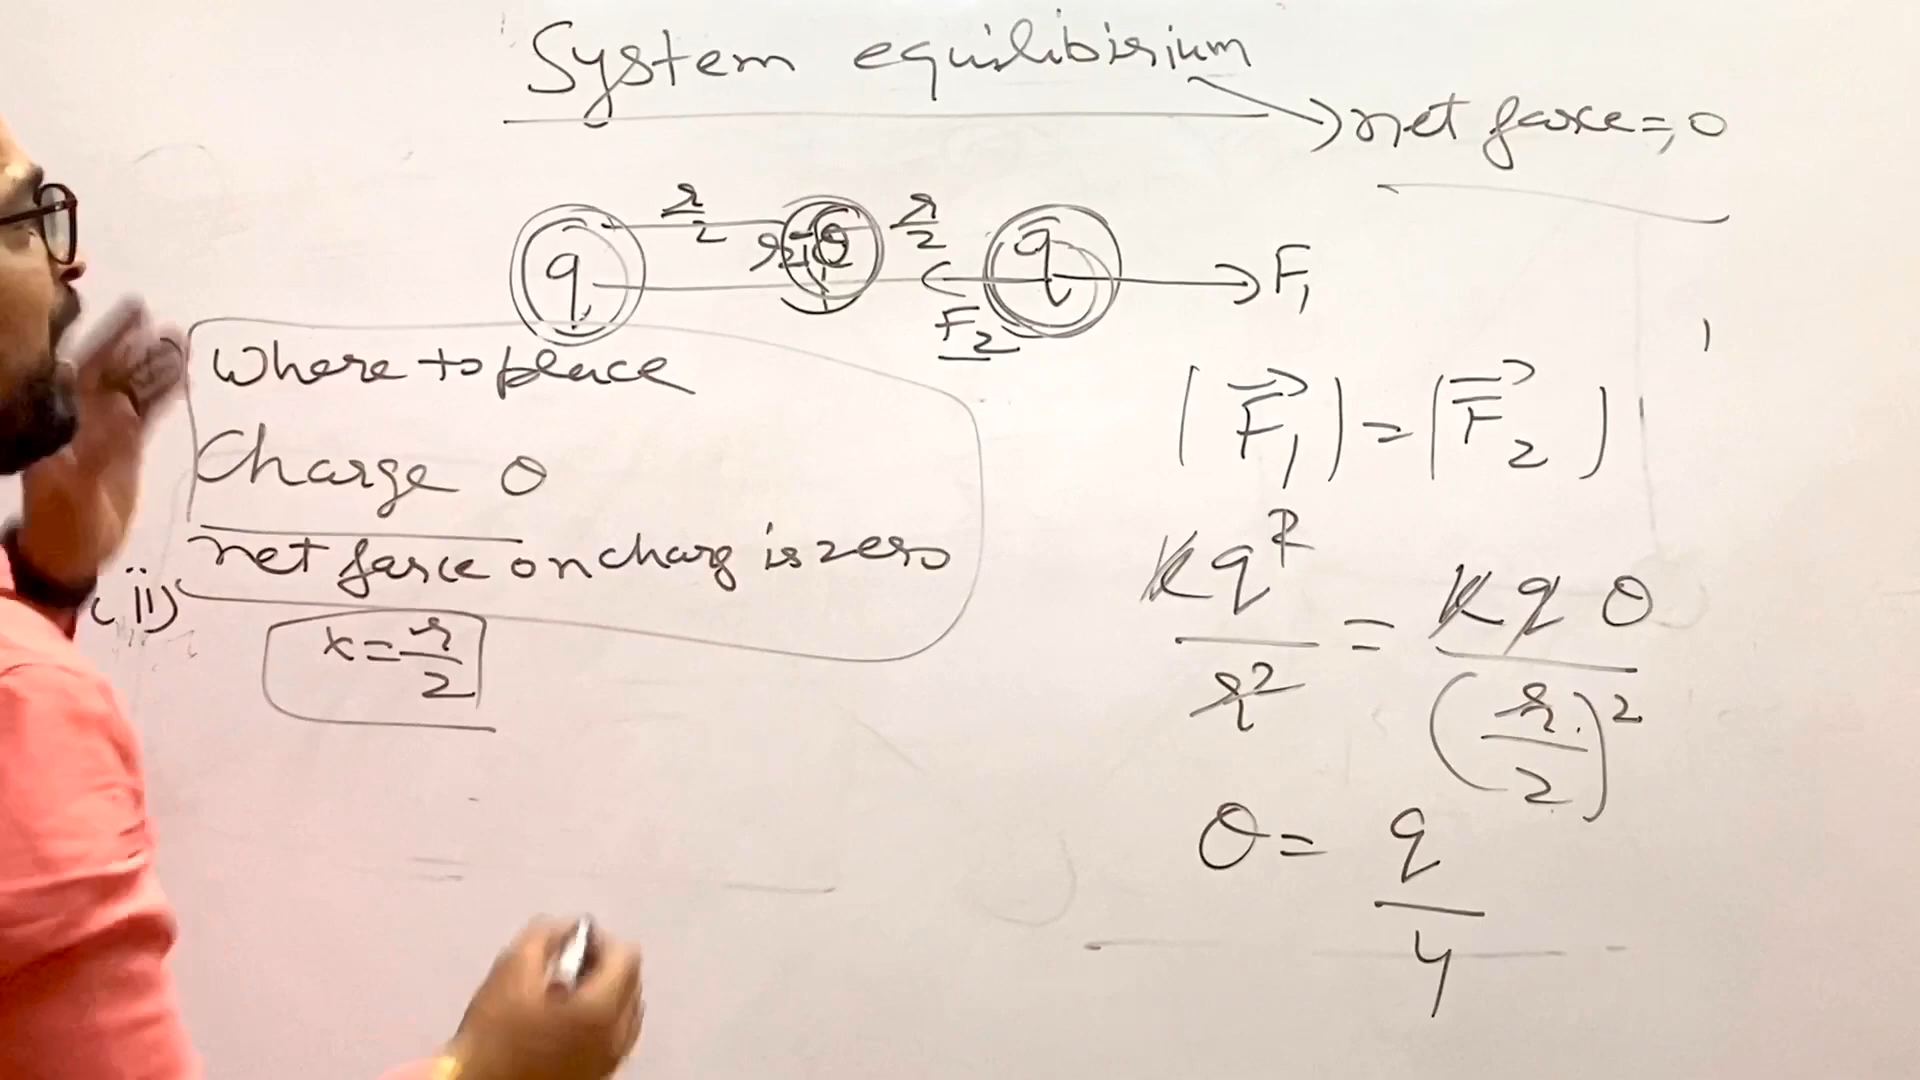 System equilibirium
→ net force = 0
q r/2 -Q r/2 q → F₁
F₂
where to place
Charge Q
net force on charg is zero
(ii)
x = r/2
|F₁→| = |F₂→|
kq²/r² = kqQ/(r/2)²
Q = q/4